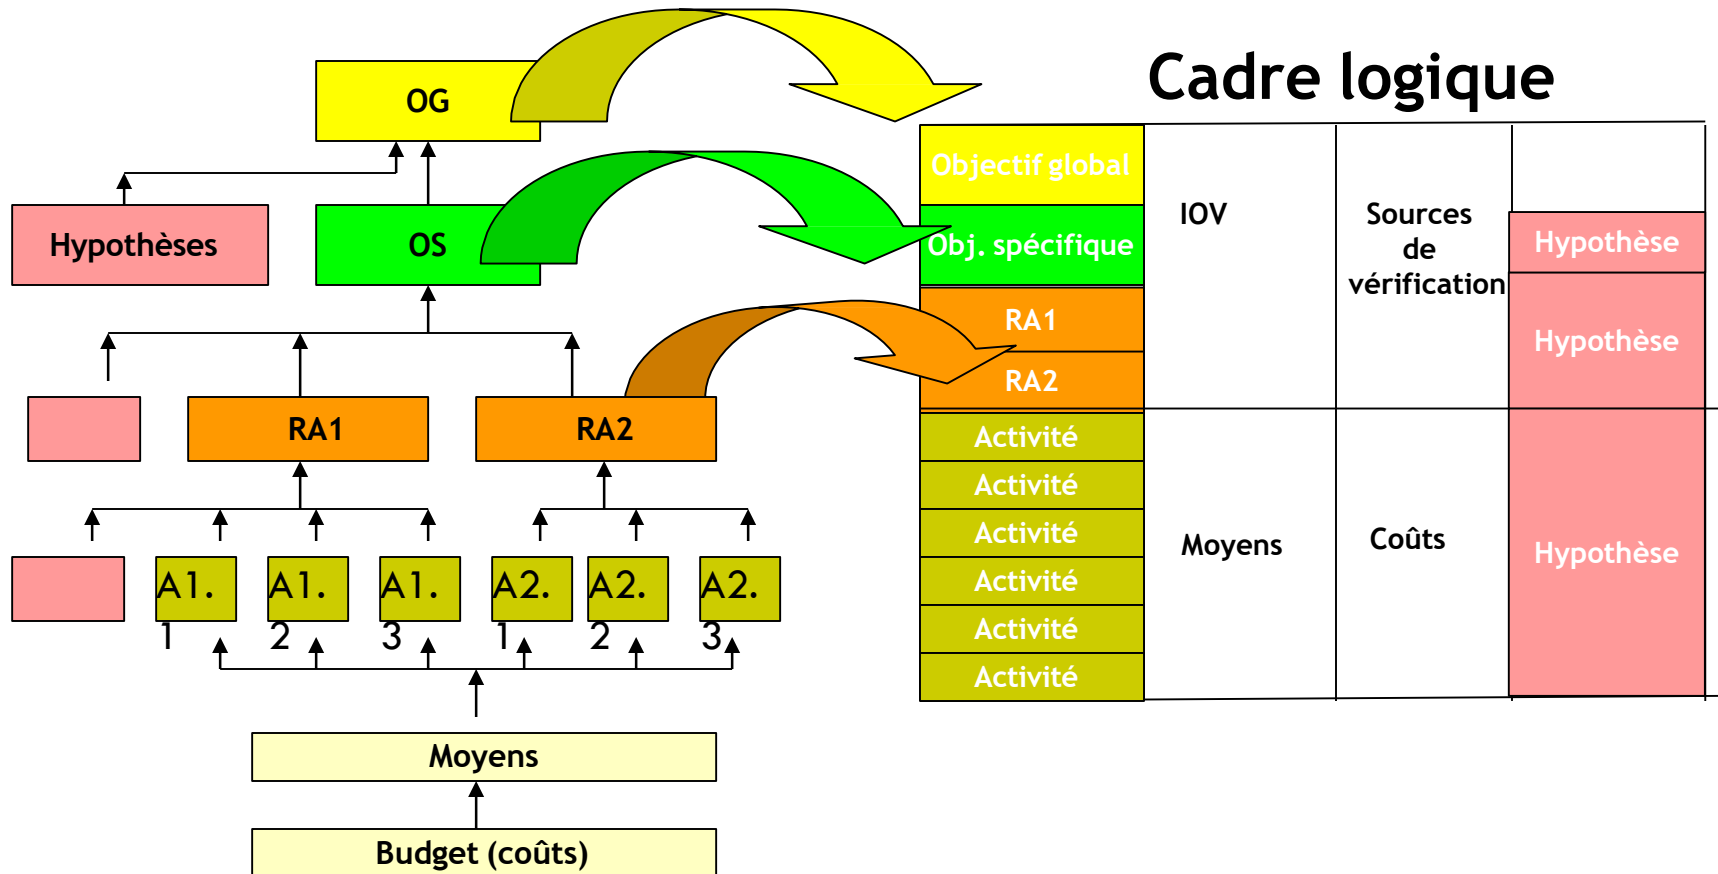 Cadre logique
OG
Hypothèses
OS
RA1
RA2
A1.
1
A1.
2
A1.
3
A2.
1
A2.
2
A2.
3
Moyens
Budget (coûts)
Objectif global
Obj. spécifique
RA1
RA2
Activité
Activité
Activité
Activité
Activité
Activité
IOV
Moyens
Sources
de
vérification
Coûts
Hypothèse
Hypothèse
Hypothèse